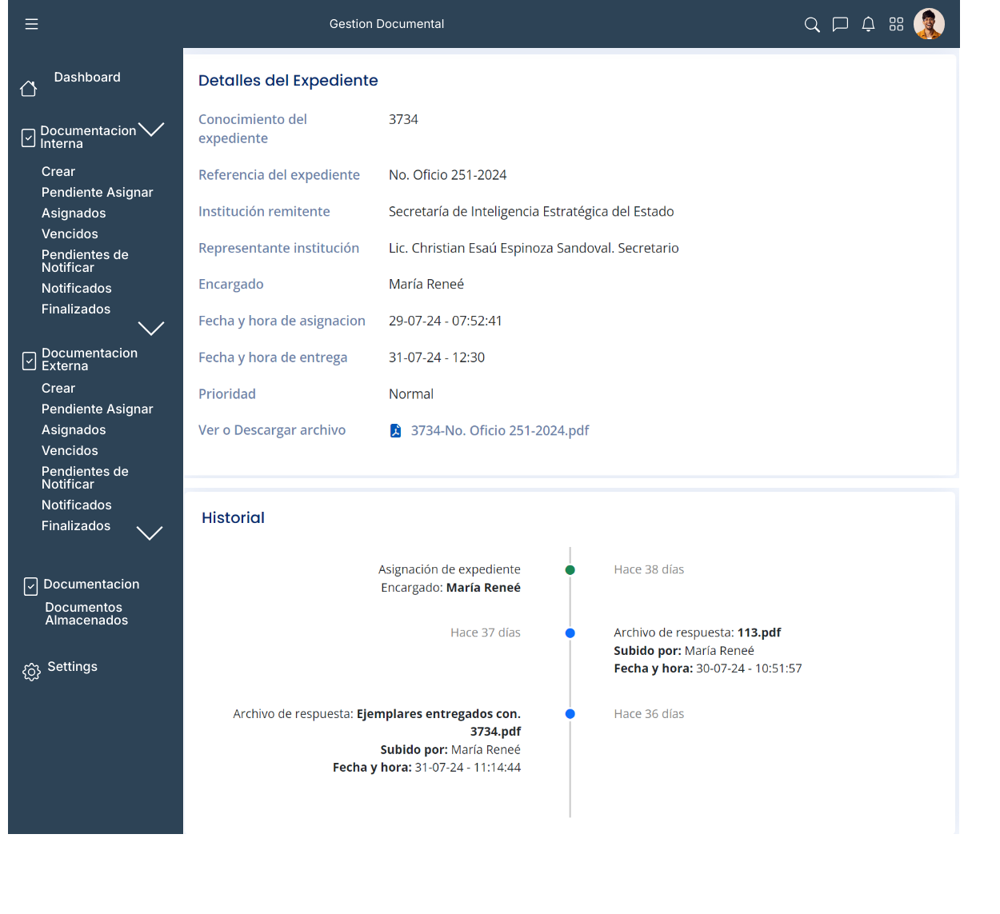 Gestion Documental
Dashboard
Documentacion
Interna
Crear
Pendiente Asignar
Asignados
Vencidos
Pendientes de
Notificar
Notificados
Finalizados
Documentacion
Externa
Crear
Pendiente Asignar
Asignados
Vencidos
Pendientes de
Notificar
Notificados
Finalizados
Documentacion
Documentos
Almacenados
Settings
Detalles del Expediente
Conocimiento del
expediente
3734
Referencia del expediente
No. Oficio 251-2024
Institución remitente
Secretaría de Inteligencia Estratégica del Estado
Representante institución
Lic. Christian Esaú Espinoza Sandoval. Secretario
Encargado
María Reneé
Fecha y hora de asignacion
29-07-24 - 07:52:41
Fecha y hora de entrega
31-07-24 - 12:30
Prioridad
Normal
Ver o Descargar archivo
3734-No. Oficio 251-2024.pdf
Historial
Asignación de expediente
Encargado: María Reneé
Hace 38 días
Hace 37 días
Archivo de respuesta: 113.pdf
Subido por: María Reneé
Fecha y hora: 30-07-24 - 10:51:57
Archivo de respuesta: Ejemplares entregados con.
3734.pdf
Subido por: María Reneé
Fecha y hora: 31-07-24 - 11:14:44
Hace 36 días